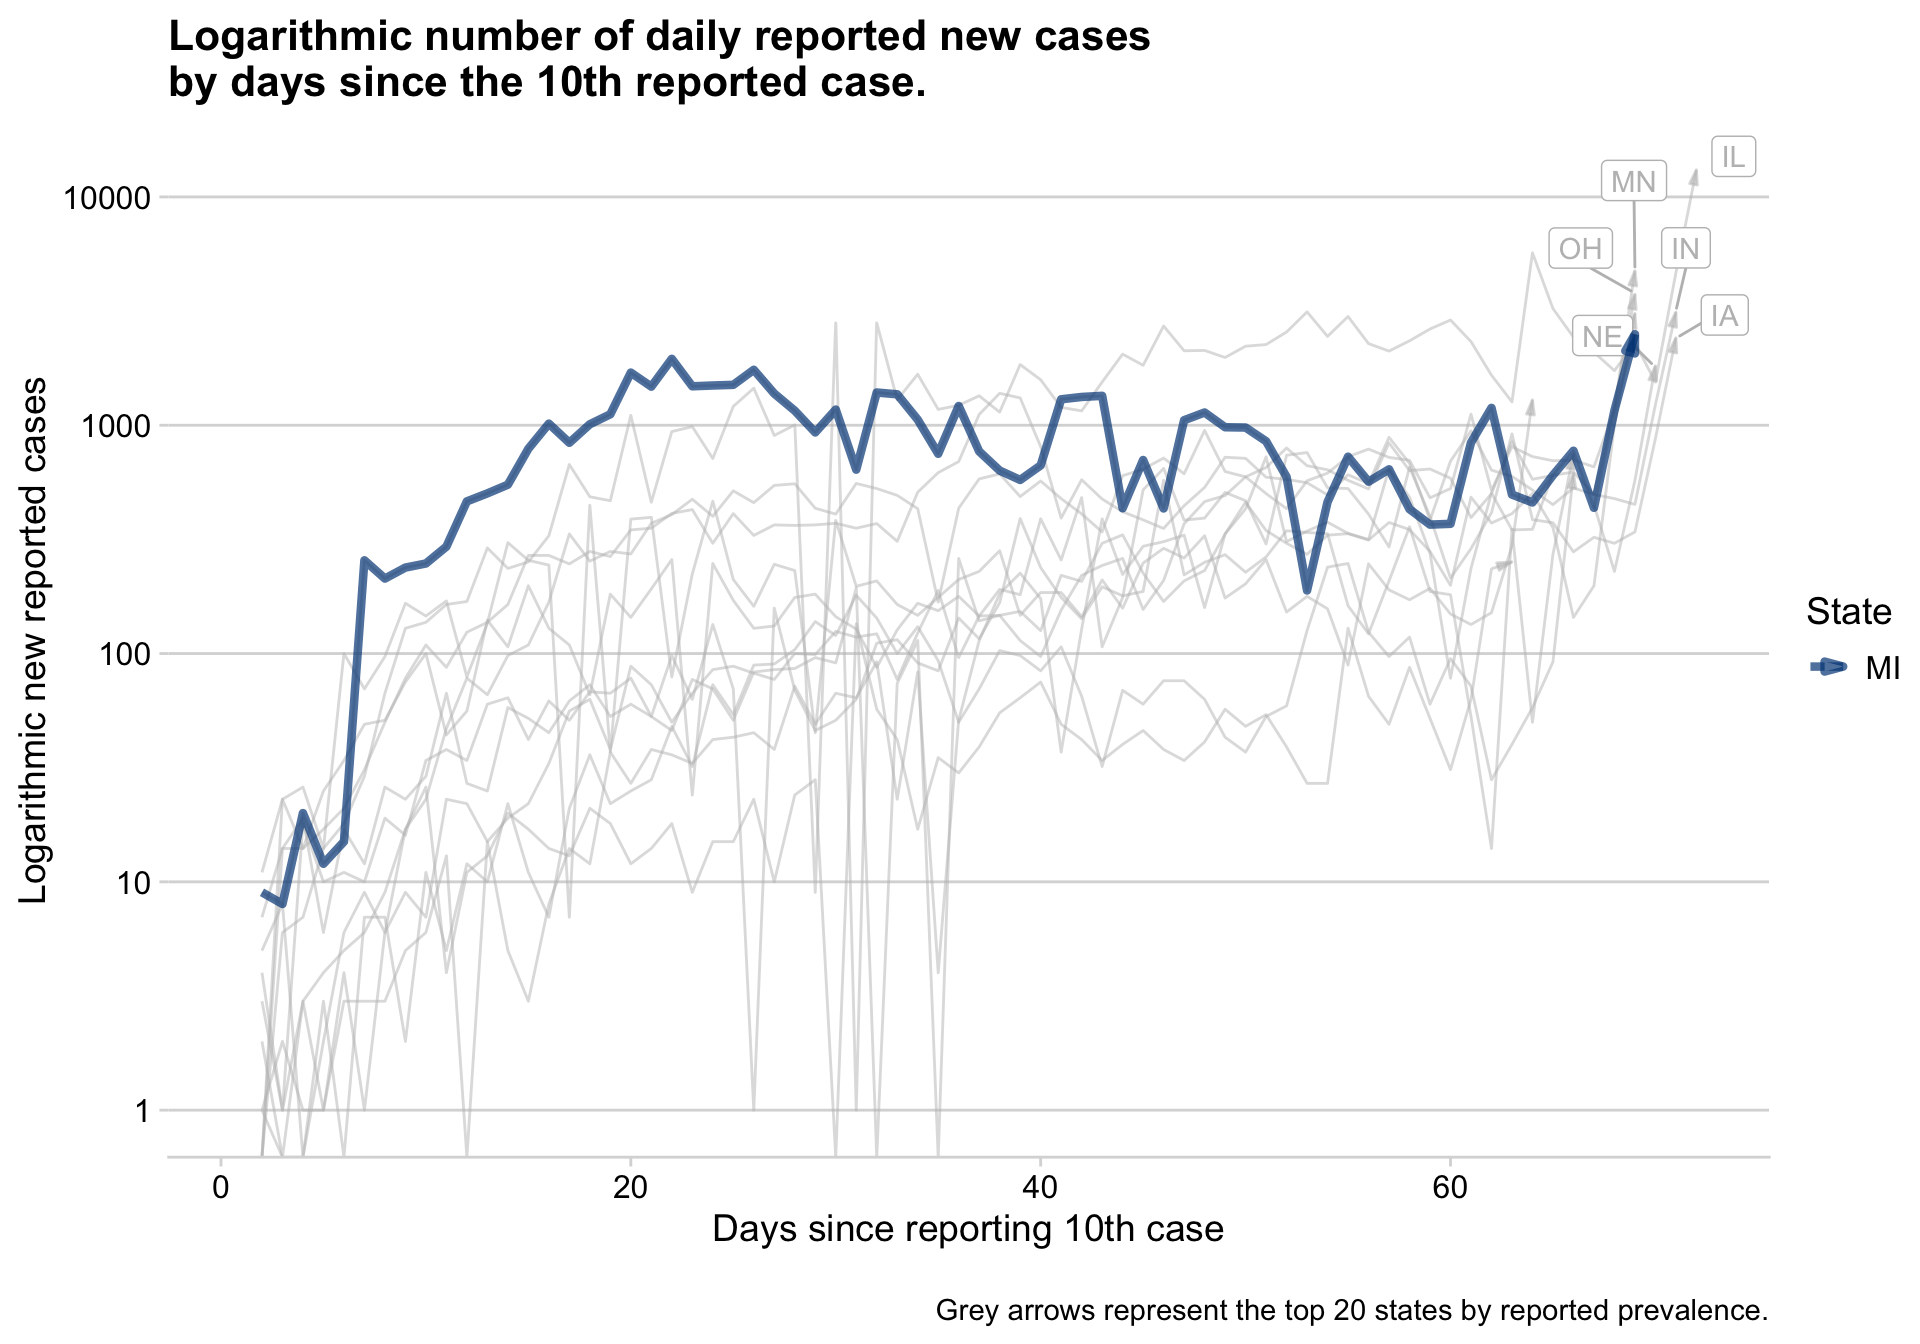 Logarithmic number of daily reported new cases
by days since the 10th reported case.
Logarithmic new reported cases
10000
1000
100
10
1
IL
MN
OH
IN
IA
NE
State
MI
0
20
40
60
Days since reporting 10th case
Grey arrows represent the top 20 states by reported prevalence.